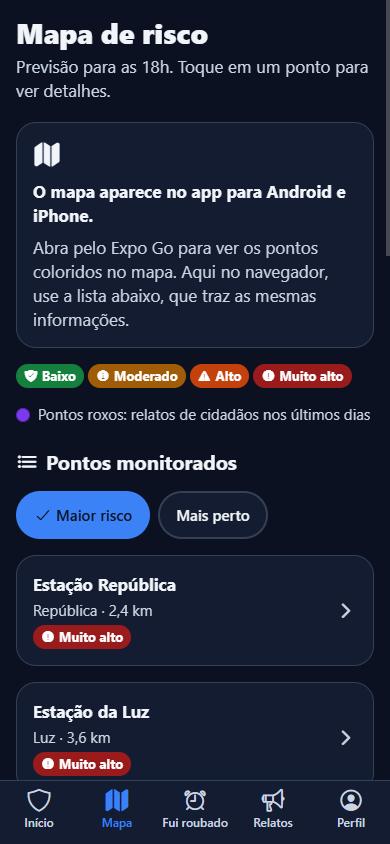 Mapa de risco
Previsão para as 18h. Toque em um ponto para
ver detalhes.
O mapa aparece no app para Android e
iPhone.
Abra pelo Expo Go para ver os pontos
coloridos no mapa. Aqui no navegador,
use a lista abaixo, que traz as mesmas
informações.
Baixo Moderado Alto Muito alto
Pontos roxos: relatos de cidadãos nos últimos dias
Pontos monitorados
Maior risco Mais perto
Estação República
República · 2,4 km
Muito alto
Estação da Luz
Luz · 3,6 km
Muito alto
Início Mapa Fui roubado Relatos Perfil